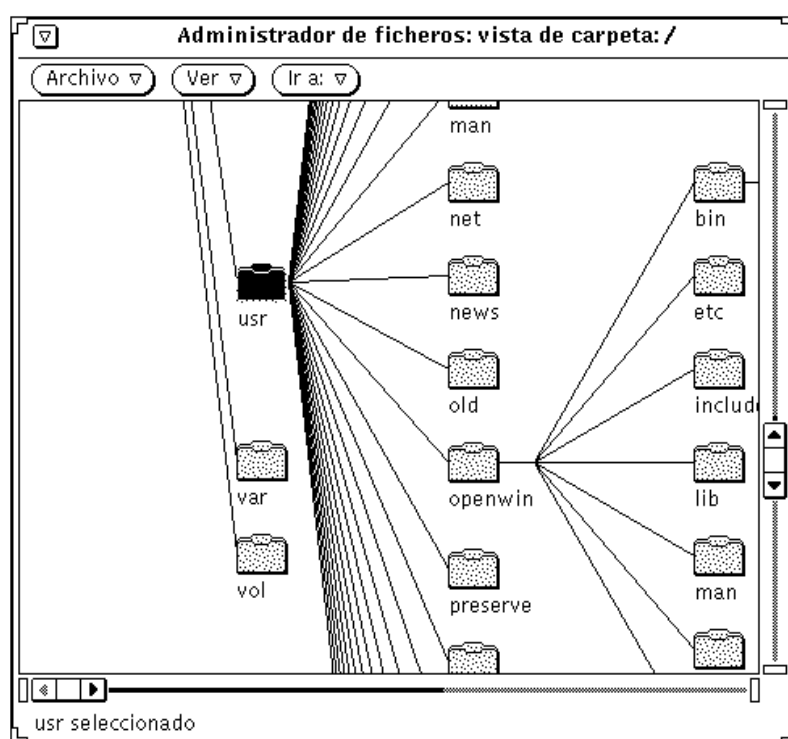 Administrador de ficheros: vista de carpeta: /
Archivo Ver Ir a:
man
net
bin
usr
news
etc
old
includ
var
openwin
lib
vol
preserve
man
usr seleccionado